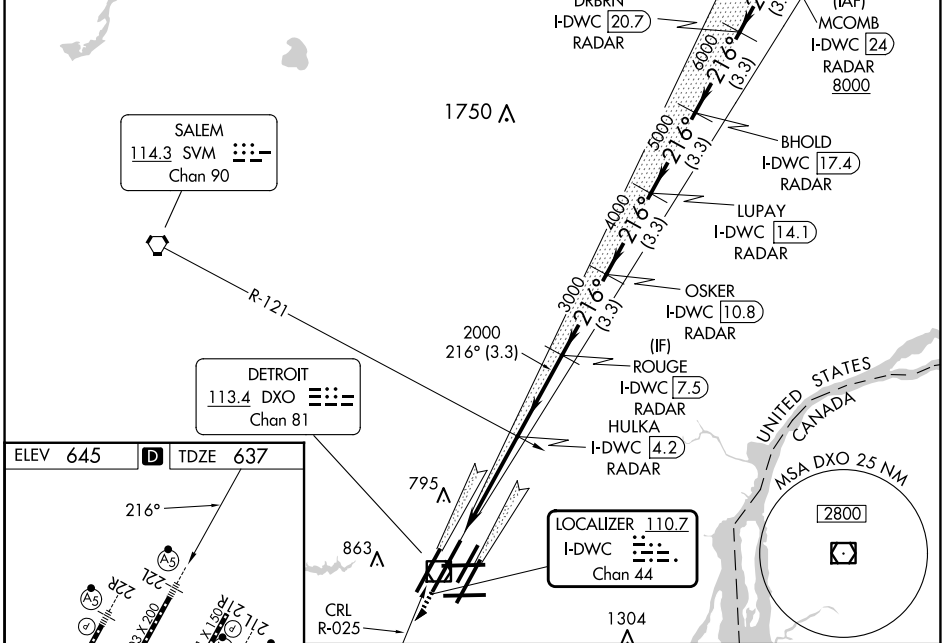 DRBRN
I-DWC 20.7
RADAR
(IAF)
MCOMB
I-DWC 24
RADAR
8000
6000
216°
(3.3)
1750
BHOLD
I-DWC 17.4
RADAR
5000
216°
(3.3)
SALEM
114.3 SVM
Chan 90
LUPAY
I-DWC 14.1
RADAR
4000
216°
(3.3)
R-121
OSKER
I-DWC 10.8
RADAR
3000
216°
(3.3)
2000
216° (3.3)
(IF)
ROUGE
I-DWC 7.5
RADAR
HULKA
I-DWC 4.2
RADAR
UNITED STATES
CANADA
DETROIT
113.4 DXO
Chan 81
MSA DXO 25 NM
2800
ELEV 645
D
TDZE 637
216°
795
863
LOCALIZER 110.7
I-DWC
Chan 44
CRL
R-025
1304
A5
22R
22L
A5
P
X 200
21R
X 150
21L
P